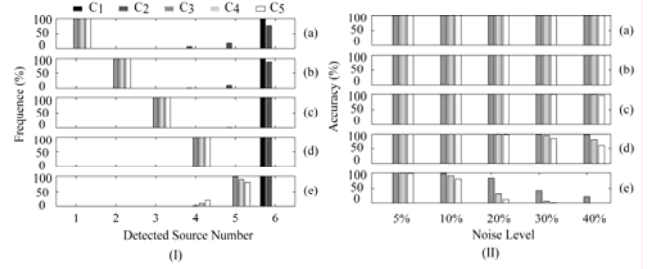 C1 C2 C3 C4 C5
Frequence (%)
100
50
0
(a)
100
50
0
(b)
100
50
0
(c)
100
50
0
(d)
100
50
0
(e)
1 2 3 4 5 6
Detected Source Number
(I)
Accuracy (%)
100
50
0
(a)
100
50
0
(b)
100
50
0
(c)
100
50
0
(d)
100
50
0
(e)
5% 10% 20% 30% 40%
Noise Level
(II)